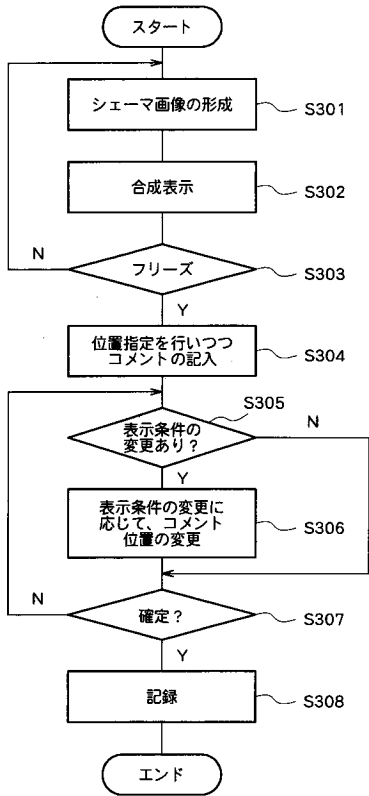 スタート
シェーマ画像の形成
S301
合成表示
S302
N
フリーズ
S303
Y
位置指定を行いつつ
コメントの記入
S304
S305
表示条件の
変更あり？
N
Y
表示条件の変更に
応じて、コメント
位置の変更
S306
N
確定？
S307
Y
記録
S308
エンド